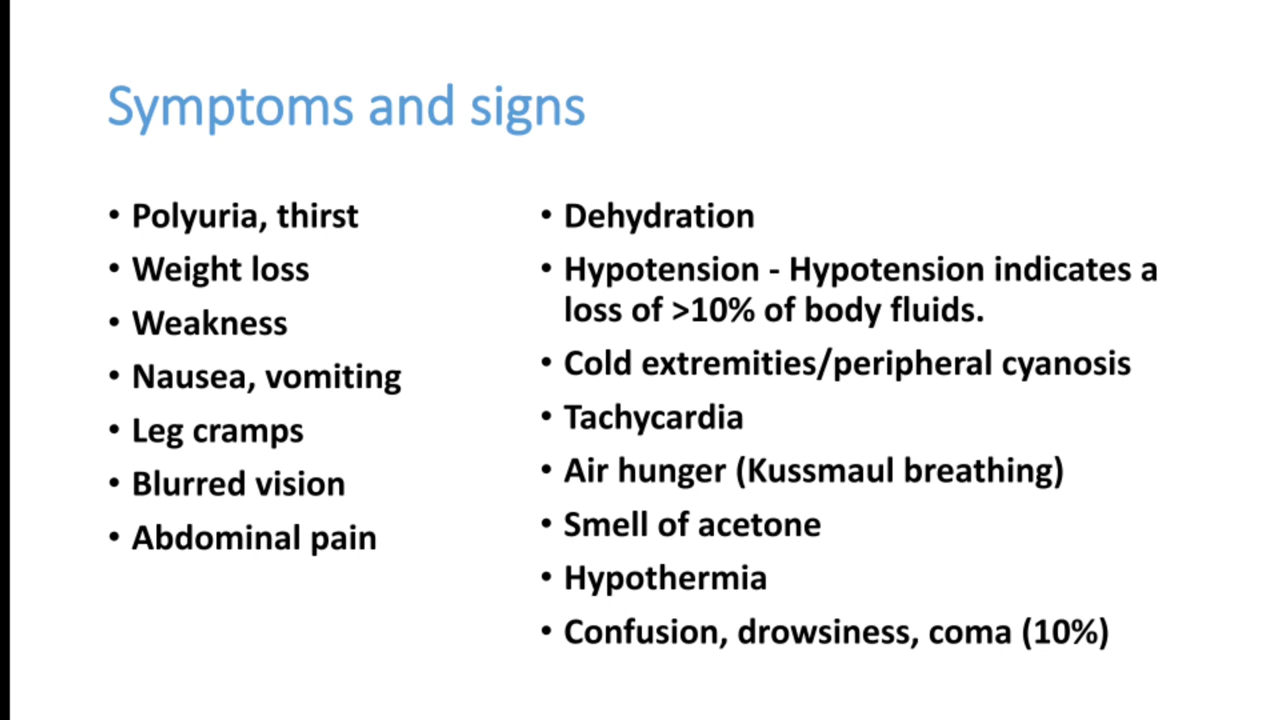 Symptoms and signs
• Polyuria, thirst
• Weight loss
• Weakness
• Nausea, vomiting
• Leg cramps
• Blurred vision
• Abdominal pain
• Dehydration
• Hypotension - Hypotension indicates a
loss of >10% of body fluids.
• Cold extremities/peripheral cyanosis
• Tachycardia
• Air hunger (Kussmaul breathing)
• Smell of acetone
• Hypothermia
• Confusion, drowsiness, coma (10%)